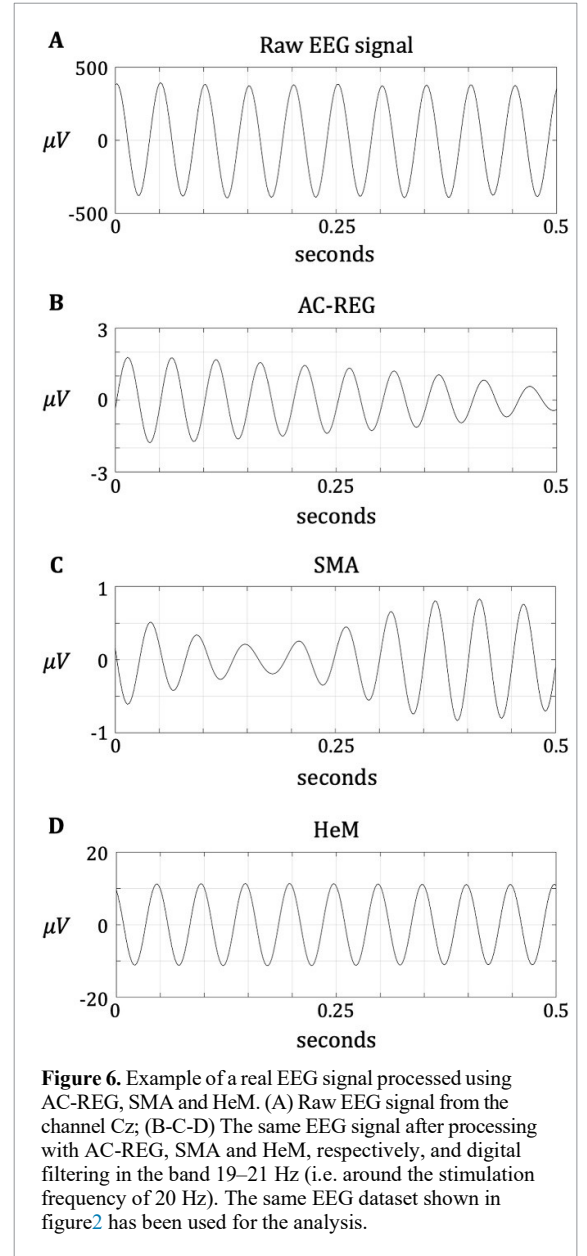 A
Raw EEG signal
500
μV 0
-500
0 0.25 0.5
seconds
B
AC-REG
3
μV 0
-3
0 0.25 0.5
seconds
C
SMA
1
μV 0
-1
0 0.25 0.5
seconds
D
HeM
20
μV 0
-20
0 0.25 0.5
seconds
Figure 6. Example of a real EEG signal processed using
AC-REG, SMA and HeM. (A) Raw EEG signal from the
channel Cz; (B-C-D) The same EEG signal after processing
with AC-REG, SMA and HeM, respectively, and digital
filtering in the band 19–21 Hz (i.e. around the stimulation
frequency of 20 Hz). The same EEG dataset shown in
figure2 has been used for the analysis.